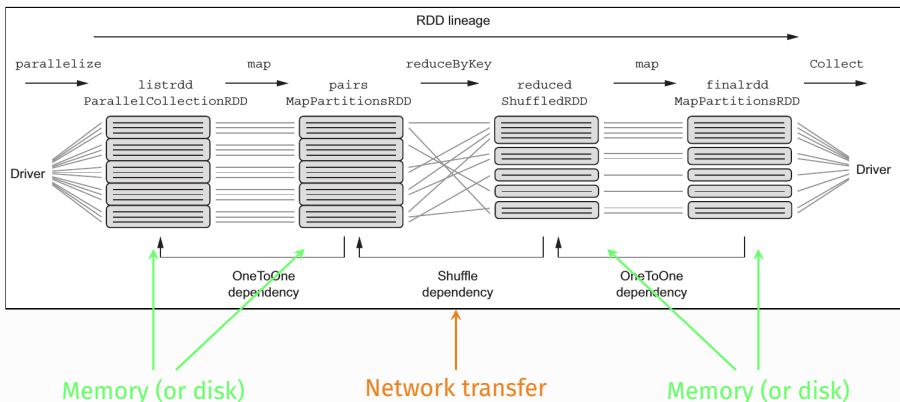 RDD lineage
parallelize
map
reduceByKey
map
Collect
listrdd
ParallelCollectionRDD
pairs
MapPartitionsRDD
reduced
ShuffledRDD
finalrdd
MapPartitionsRDD
Driver
Driver
OneToOne
dependency
Shuffle
dependency
OneToOne
dependency
Memory (or disk)
Network transfer
Memory (or disk)